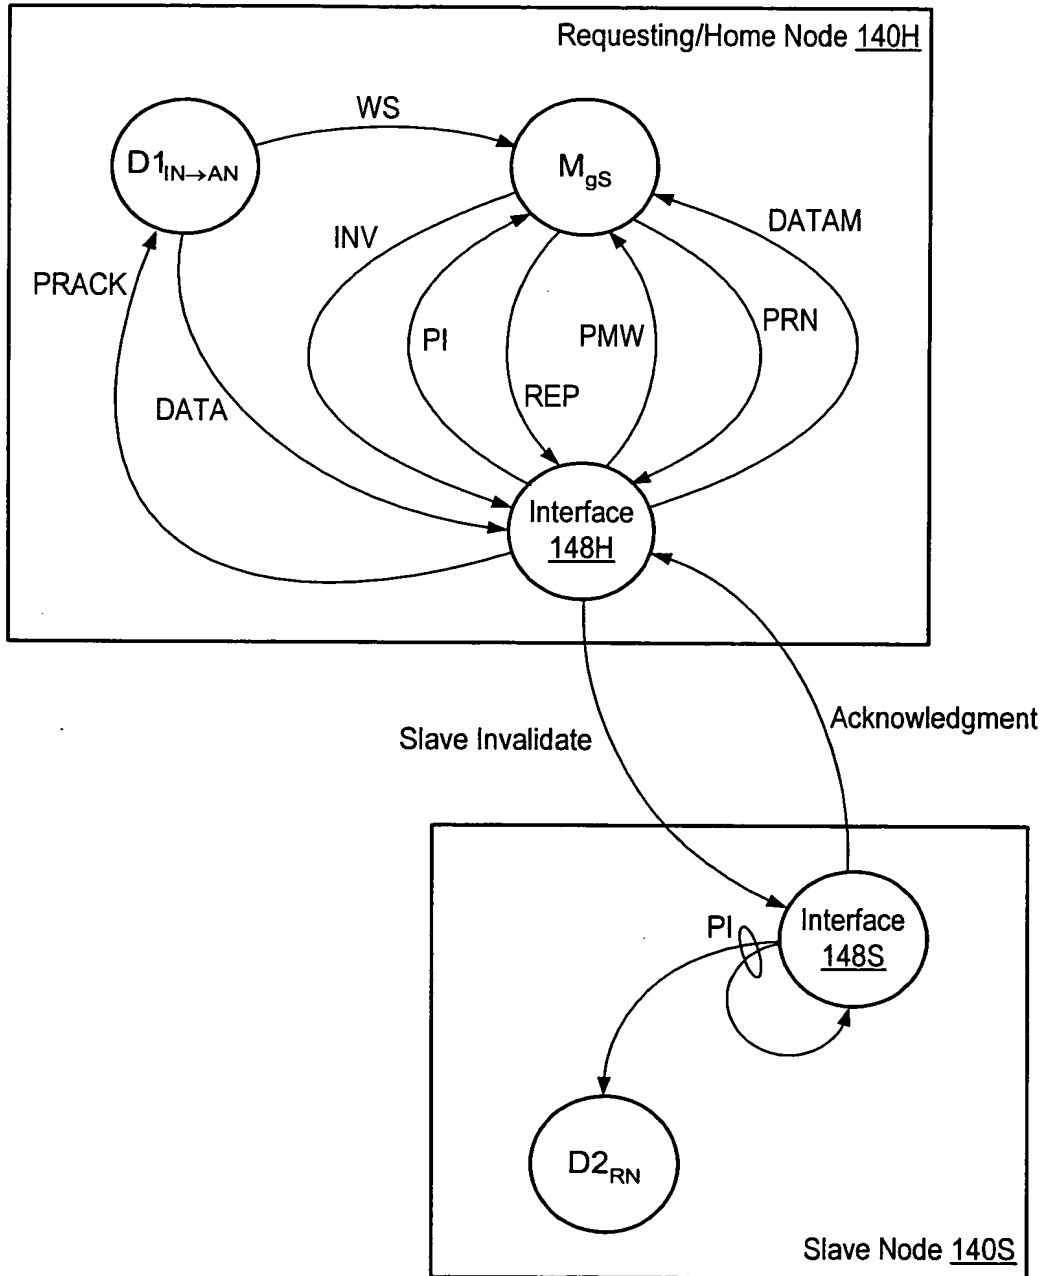 Requesting/Home Node 140H
WS
D1IN→AN
MgS
DATAM
INV
PRACK
PRN
PI
PMW
REP
DATA
Interface
148H
Slave Invalidate
Acknowledgment
PI
Interface
148S
D2RN
Slave Node 140S